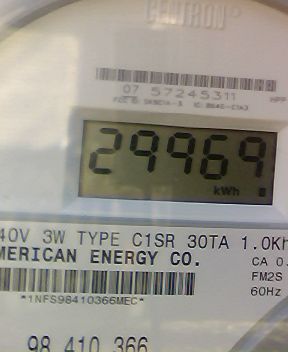 CENTRON®
07 57245311
29969
kWh
40V 3W TYPE C1SR 30TA 1.0Kh
MERICAN ENERGY CO.
CA 0.
FM2S
60Hz
*1NFS98410366MEC*
98 410 366